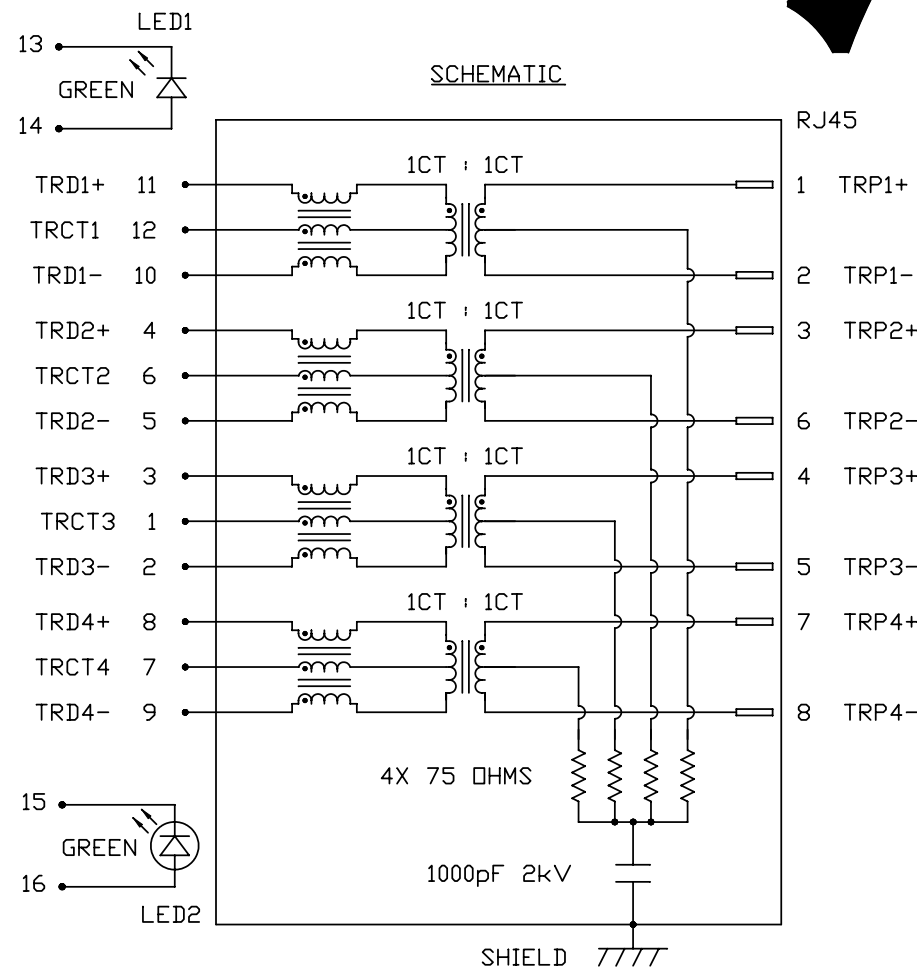 LED1
13
GREEN
14
SCHEMATIC
RJ45
1CT : 1CT
TRD1+ 11
1 TRP1+
TRCT1 12
TRD1- 10
2 TRP1-
1CT : 1CT
TRD2+ 4
3 TRP2+
TRCT2 6
TRD2- 5
6 TRP2-
1CT : 1CT
TRD3+ 3
4 TRP3+
TRCT3 1
TRD3- 2
5 TRP3-
1CT : 1CT
TRD4+ 8
7 TRP4+
TRCT4 7
TRD4- 9
8 TRP4-
4X 75 OHMS
15
GREEN
16
LED2
1000pF 2kV
SHIELD